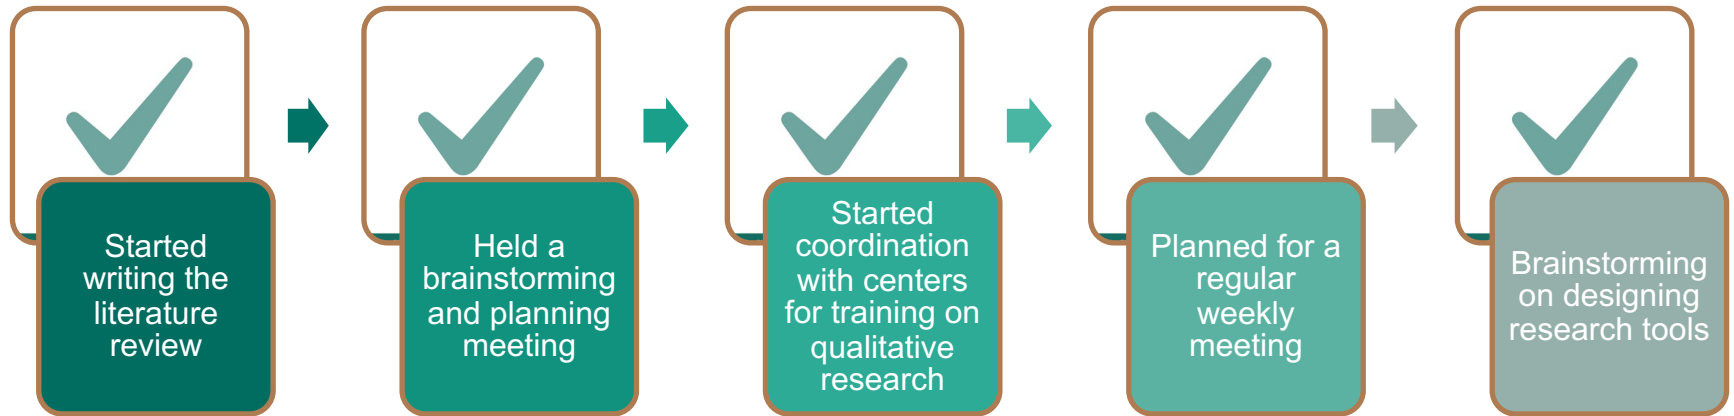 Started
writing the
literature
review
Held a
brainstorming
and planning
meeting
Started
coordination
with centers
for training on
qualitative
research
Planned for a
regular
weekly
meeting
Brainstorming
on designing
research tools